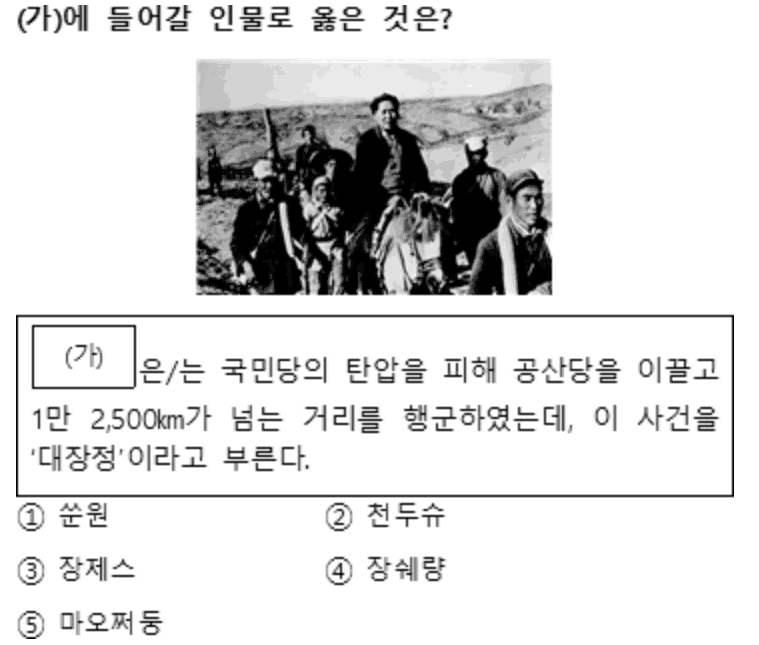 (가)에 들어갈 인물로 옳은 것은?
(가) 은/는 국민당의 탄압을 피해 공산당을 이끌고
1만 2,500㎞가 넘는 거리를 행군하였는데, 이 사건을
‘대장정’이라고 부른다.
① 쑨원 ② 천두슈
③ 장제스 ④ 장쉐량
⑤ 마오쩌둥